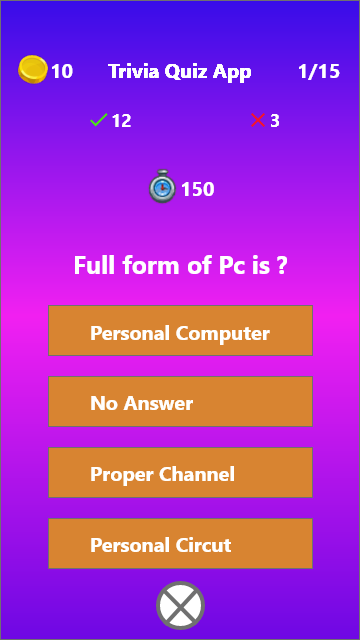 10 Trivia Quiz App 1/15
12 3
150
Full form of Pc is ?
Personal Computer
No Answer
Proper Channel
Personal Circut